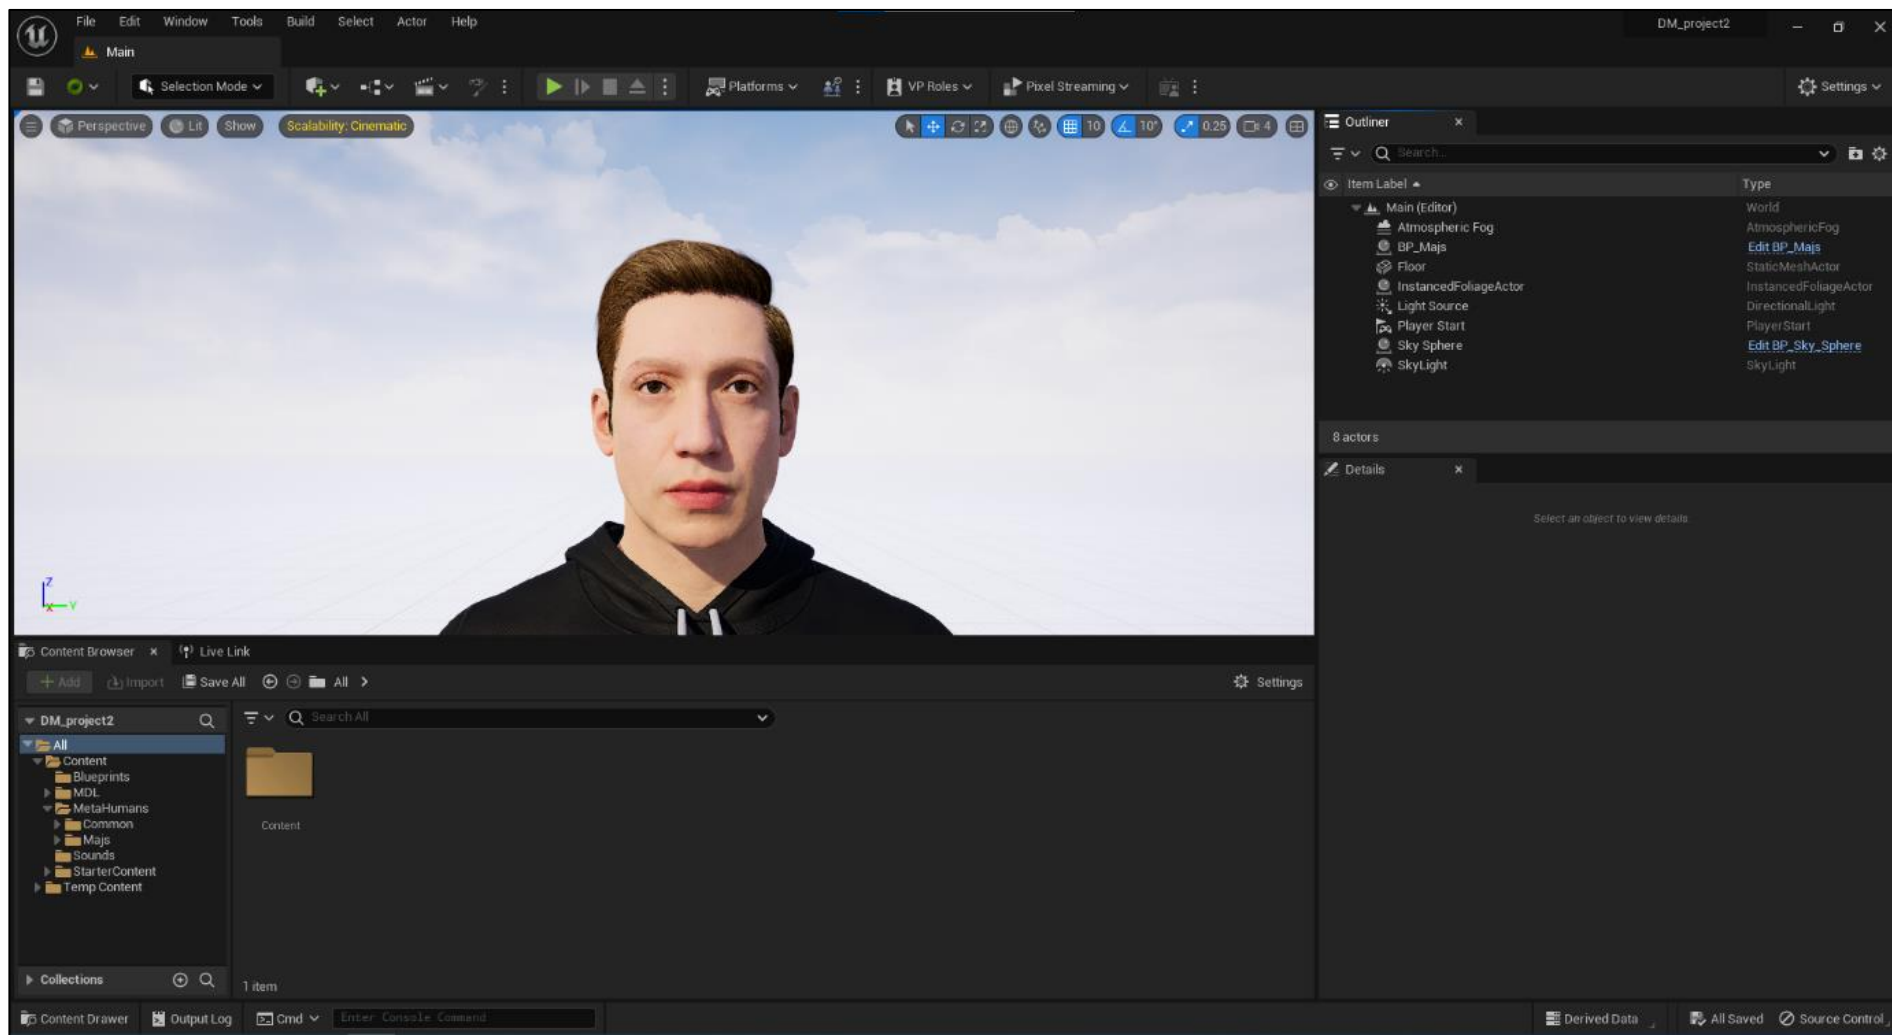 File Edit Window Tools Build Select Actor Help
DM_project2
Main
Selection Mode
Platforms
VP Roles
Pixel Streaming
Settings
Perspective
Lit
Show
Scalability: Cinematic
10
10°
0.25
4
Z
X
Y
Outliner
Search...
Item Label
Type
Main (Editor) World
Atmospheric Fog AtmosphericFog
BP_Majs Edit BP_Majs
Floor StaticMeshActor
InstancedFoliageActor InstancedFoliageActor
Light Source DirectionalLight
Player Start PlayerStart
Sky Sphere Edit BP_Sky_Sphere
SkyLight SkyLight
8 actors
Details
Select an object to view details.
Content Browser
Live Link
Add
Import
Save All
All
Settings
DM_project2
Search All
All
Content
Blueprints
MDL
MetaHumans
Common
Majs
Sounds
StarterContent
Temp Content
Content
Collections
1 item
Content Drawer
Output Log
Cmd
Enter Console Command
Derived Data
All Saved
Source Control